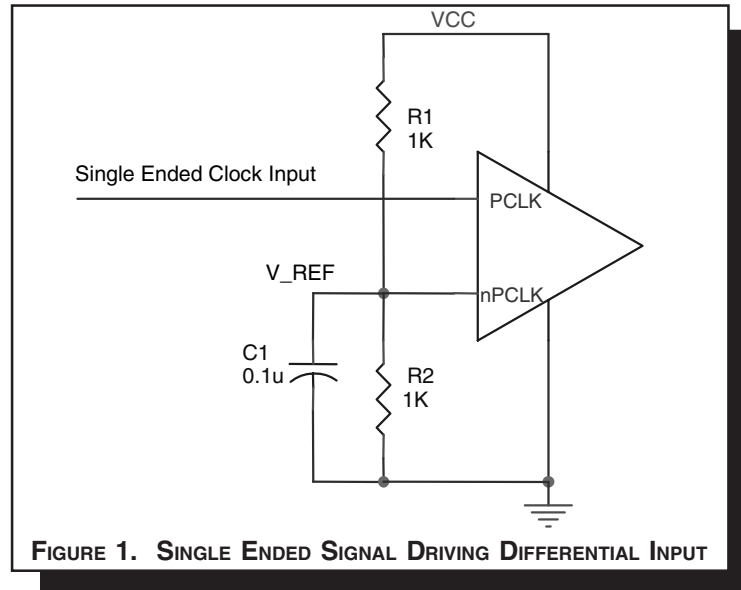 VCC
R1
1K
Single Ended Clock Input
PCLK
V_REF
nPCLK
C1
0.1u
R2
1K
FIGURE 1. SINGLE ENDED SIGNAL DRIVING DIFFERENTIAL INPUT